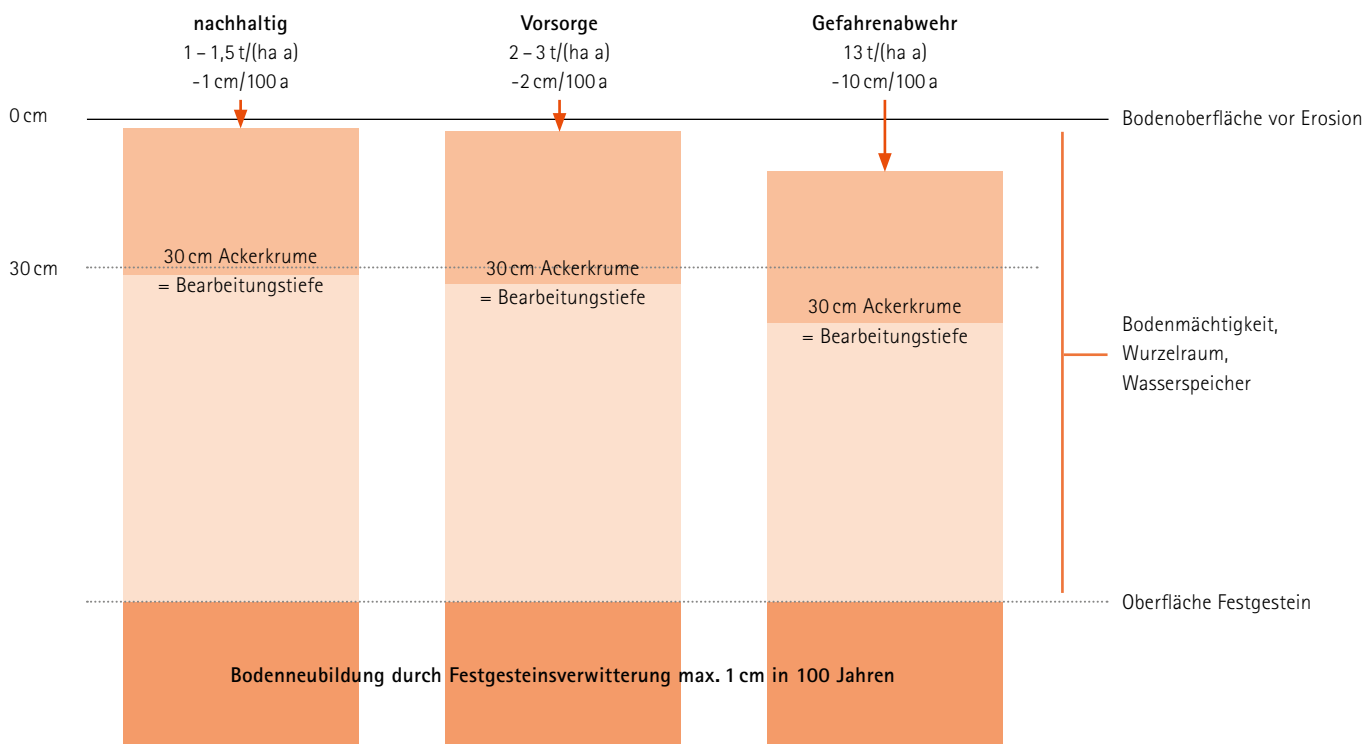 nachhaltig
1 – 1,5 t/(ha a)
-1 cm/100 a
Vorsorge
2 – 3 t/(ha a)
-2 cm/100 a
Gefahrenabwehr
13 t/(ha a)
-10 cm/100 a
0 cm
Bodenoberfläche vor Erosion
30 cm
30 cm Ackerkrume
= Bearbeitungstiefe
30 cm Ackerkrume
= Bearbeitungstiefe
30 cm Ackerkrume
= Bearbeitungstiefe
Bodenmächtigkeit,
Wurzelraum,
Wasserspeicher
Oberfläche Festgestein
Bodenneubildung durch Festgesteinsverwitterung max. 1 cm in 100 Jahren